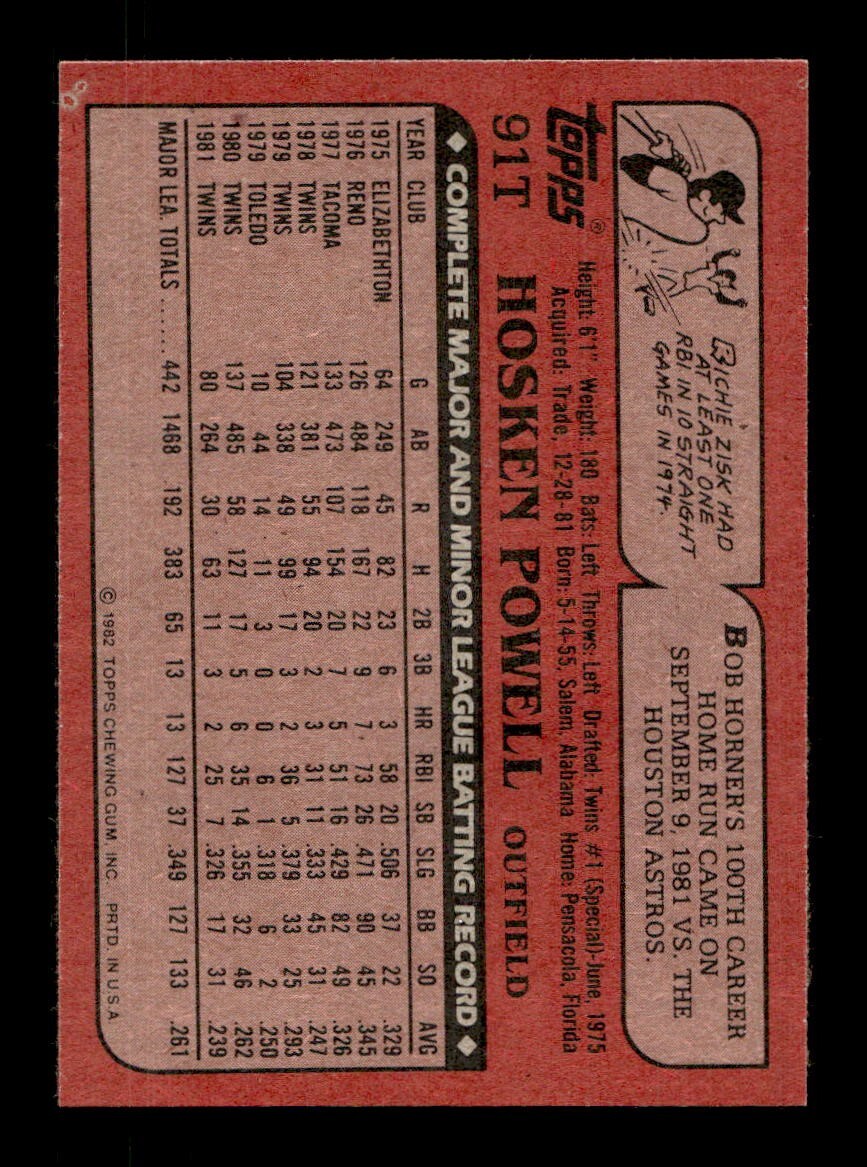 Topps®
91T HOSKEN POWELL OUTFIELD
RICHIE ZISK HAD
AT LEAST ONE
RBI IN 10 STRAIGHT
GAMES IN 1974.
BOB HORNER'S 100TH CAREER
HOME RUN CAME ON
SEPTEMBER 9, 1981 VS. THE
HOUSTON ASTROS.
Height: 6'1" Weight: 180 Bats: Left Throws: Left Drafted: Twins #1 (Special)-June, 1975
Acquired: Trade, 12-28-81 Born: 5-14-55, Salem, Alabama Home: Pensacola, Florida
◆ COMPLETE MAJOR AND MINOR LEAGUE BATTING RECORD ◆
YEAR CLUB G AB R H 2B 3B HR RBI SB SLG BB SO AVG
1975 ELIZABETHTON 64 249 45 82 23 6 3 58 20 .506 37 22 .329
1976 RENO 126 484 118 167 22 9 7 73 26 .471 90 45 .345
1977 TACOMA 133 473 107 154 20 7 5 51 16 .429 82 49 .326
1978 TWINS 121 381 55 94 20 2 3 31 11 .333 45 31 .247
1979 TWINS 104 338 49 99 17 3 2 36 5 .379 33 25 .293
1979 TOLEDO 10 44 14 11 3 0 0 6 1 .318 6 2 .250
1980 TWINS 137 485 58 127 17 5 6 35 14 .355 32 46 .262
1981 TWINS 80 264 30 63 11 3 2 25 7 .326 17 31 .239
MAJOR LEA. TOTALS ...... 442 1468 192 383 65 13 13 127 37 .349 127 133 .261
© 1982 TOPPS CHEWING GUM, INC. PRTD. IN U.S.A